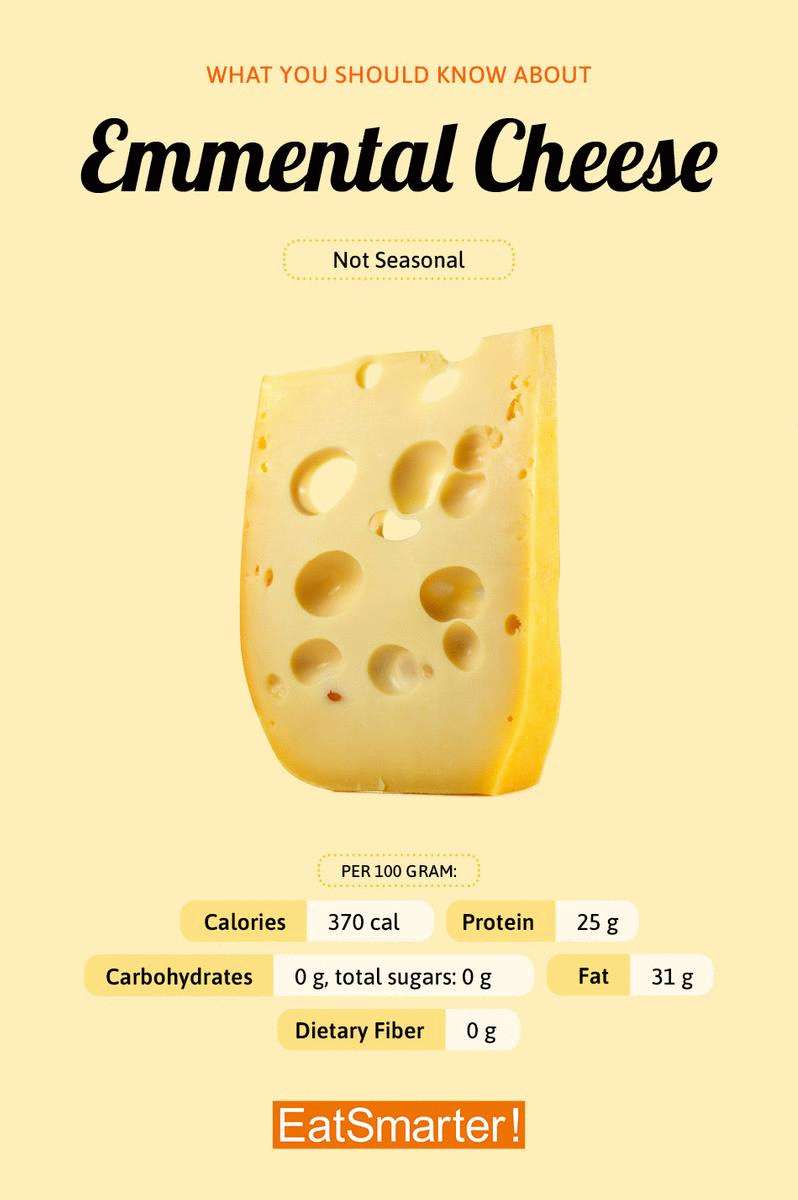 WHAT YOU SHOULD KNOW ABOUT
Emmental Cheese
Not Seasonal
PER 100 GRAM:
Calories 370 cal Protein 25 g
Carbohydrates 0 g, total sugars: 0 g Fat 31 g
Dietary Fiber 0 g
EatSmarter!